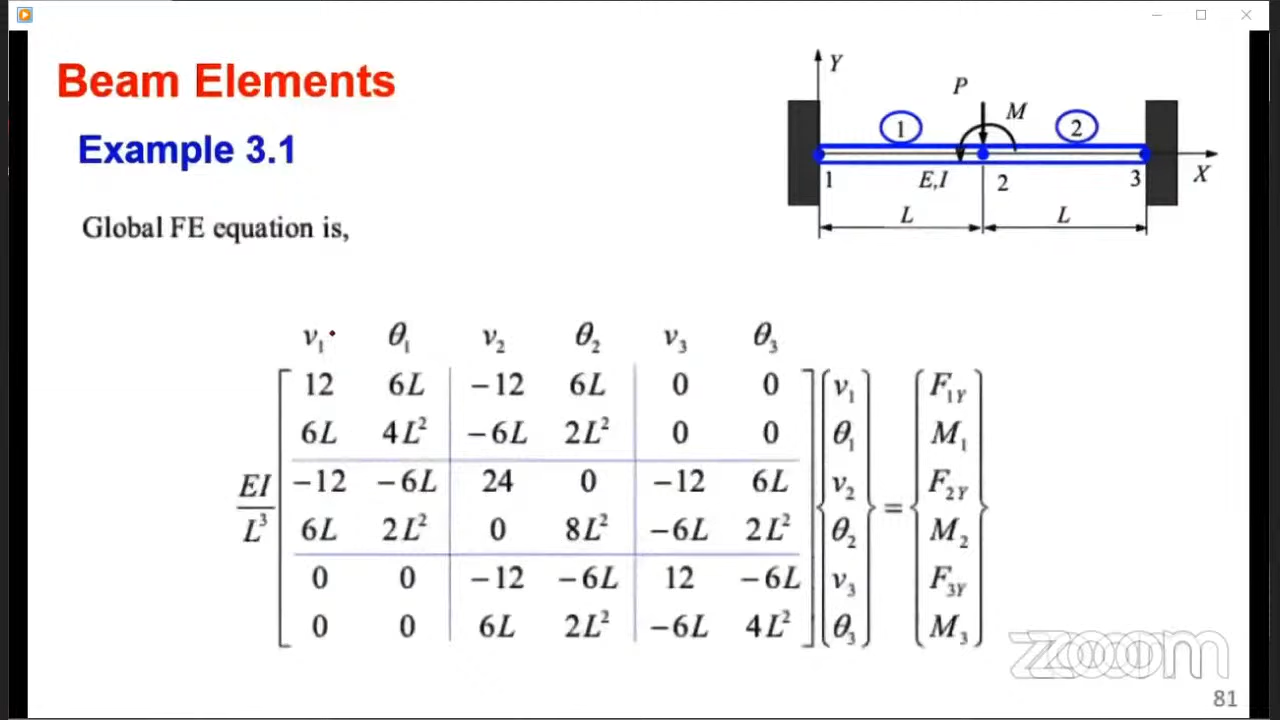 Beam Elements
Example 3.1
Global FE equation is,
Y
P
M
1
2
1
E,I
2
3
X
L
L
v₁ θ₁ v₂ θ₂ v₃ θ₃
12 6L −12 6L 0 0 v₁ F₁Y
6L 4L² −6L 2L² 0 0 θ₁ M₁
EI/L³ −12 −6L 24 0 −12 6L v₂ = F₂Y
6L 2L² 0 8L² −6L 2L² θ₂ M₂
0 0 −12 −6L 12 −6L v₃ F₃Y
0 0 6L 2L² −6L 4L² θ₃ M₃
zoom
81